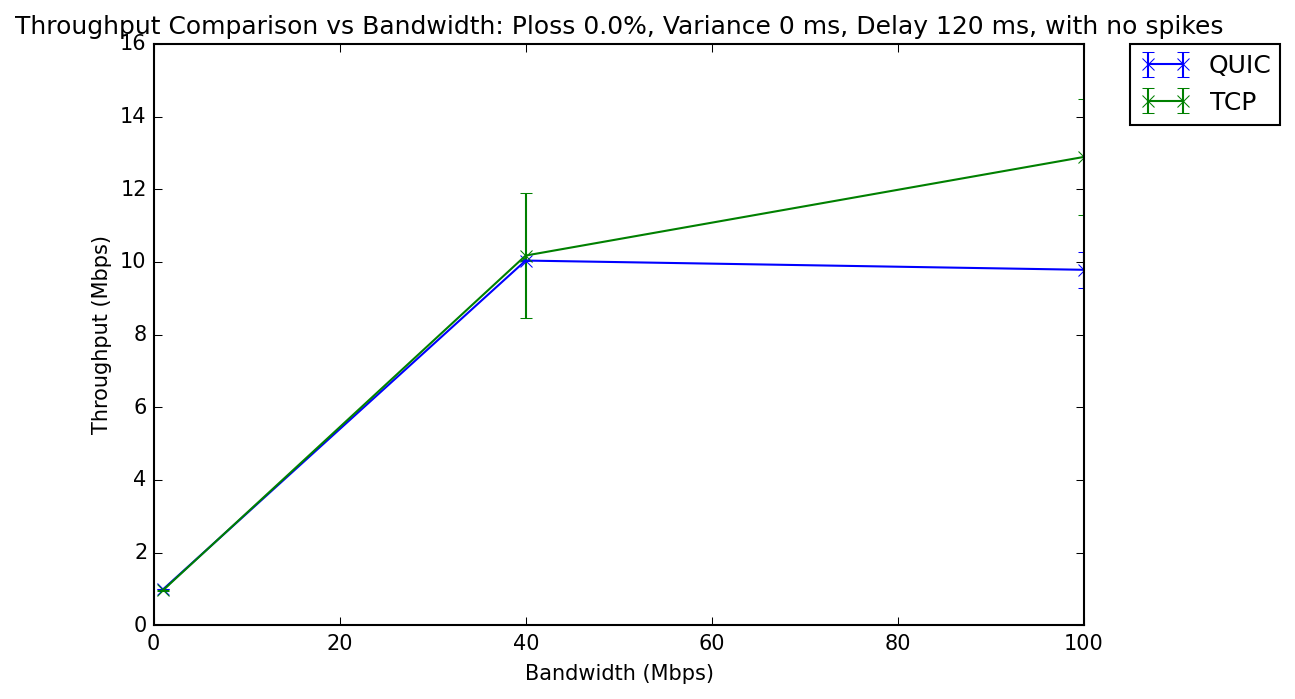 Throughput Comparison vs Bandwidth: Ploss 0.0%, Variance 0 ms, Delay 120 ms, with no spikes
QUIC
TCP
16
14
12
10
8
6
4
2
0
Throughput (Mbps)
0 20 40 60 80 100
Bandwidth (Mbps)